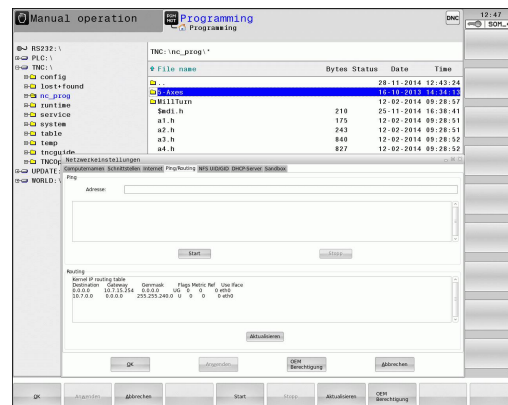 Manual operation
Programming
Programming
DNC
12:47
RS232:\
PLC:\
TNC:\
config
lost+found
nc_prog
runtime
service
system
table
temp
tncguide
TNCOp
UPDATE:
WORLD:\
TNC:\nc_prog\*
File name Bytes Status Date Time
.. 28-11-2014 12:43:24
5-Axes 16-10-2013 14:34:13
MillTurn 12-02-2014 09:28:57
$mdi.h 210 25-11-2014 16:38:41
a1.h 175 12-02-2014 09:28:51
a2.h 243 12-02-2014 09:28:51
a3.h 840 12-02-2014 09:28:52
a4.h 827 12-02-2014 09:28:52
Netzwerkeinstellungen
Computernamen Schnittstellen Internet Ping/Routing NFS UID/GID DHCP-Server Sandbox
Ping
Adresse:
Start Stopp
Routing
Kernel IP routing table
Destination Gateway Genmask Flags Metric Ref Use Iface
0.0.0.0 10.7.15.254 0.0.0.0 UG 0 0 0 eth0
10.7.0.0 0.0.0.0 255.255.240.0 U 0 0 0 eth0
Aktualisieren
OK Anwenden OEM Berechtigung Abbrechen
OK Anwenden Abbrechen Start Stopp Aktualisieren OEM Berechtigung